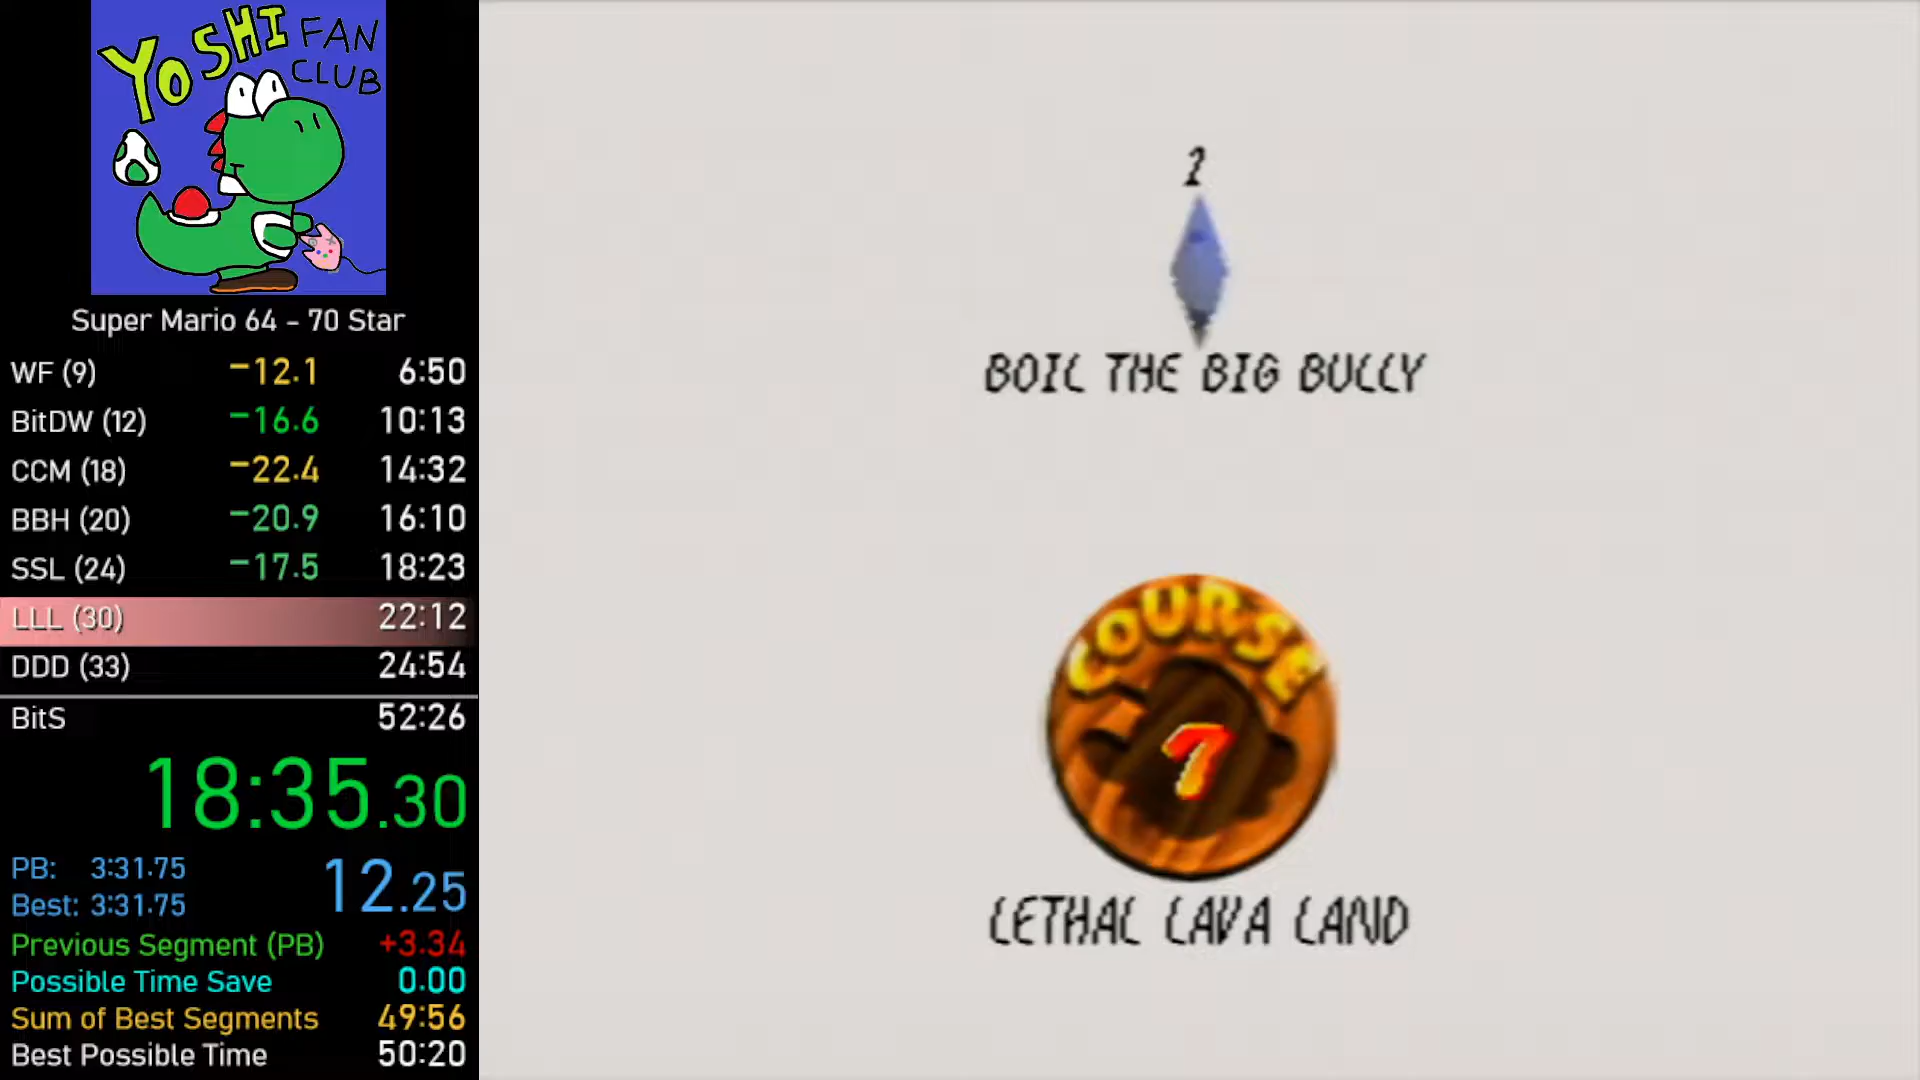 YOSHI FAN
CLUB
Super Mario 64 - 70 Star
WF (9) -12.1 6:50
BitDW (12) -16.6 10:13
CCM (18) -22.4 14:32
BBH (20) -20.9 16:10
SSL (24) -17.5 18:23
LLL (30) 22:12
DDD (33) 24:54
BitS 52:26
18:35.30
PB: 3:31.75 12.25
Best: 3:31.75
Previous Segment (PB) +3.34
Possible Time Save 0.00
Sum of Best Segments 49:56
Best Possible Time 50:20
2
BOIL THE BIG BULLY
COURSE
7
LETHAL LAVA LAND